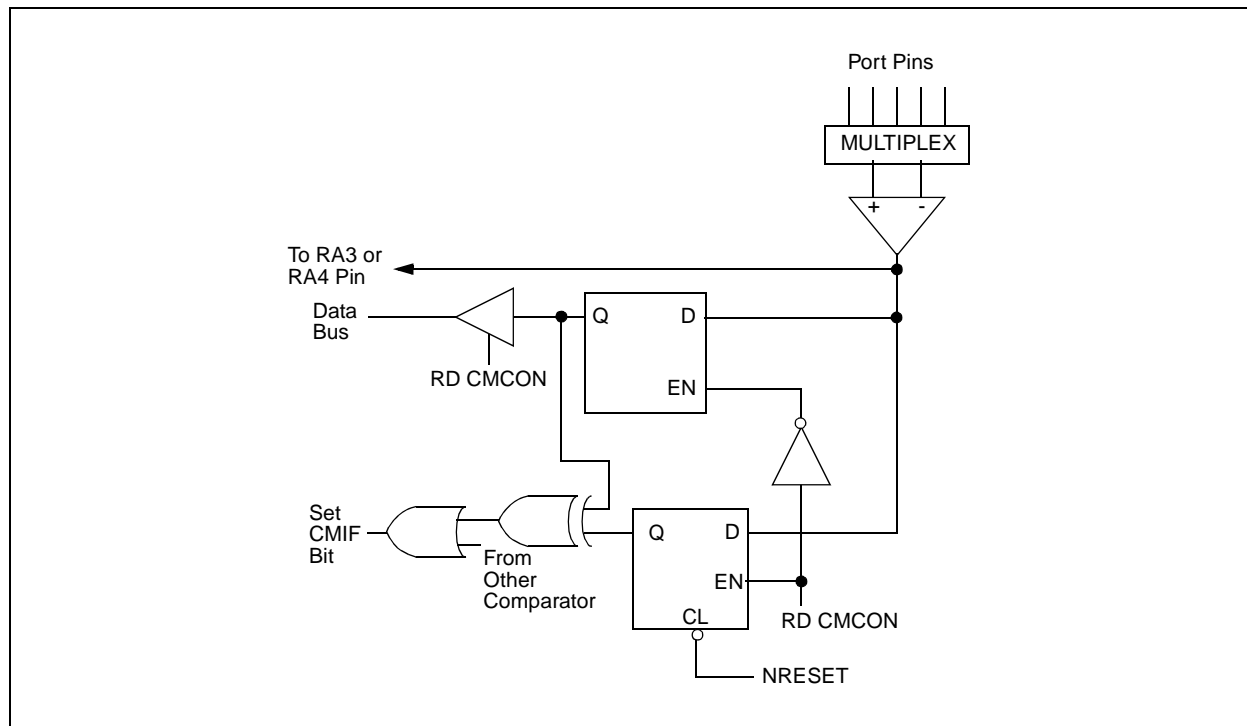 Port Pins
MULTIPLEX
+ -
To RA3 or
RA4 Pin
Data
Bus
Q D
RD CMCON
EN
Set
CMIF
Bit
From
Other
Comparator
Q D
EN
CL
RD CMCON
NRESET